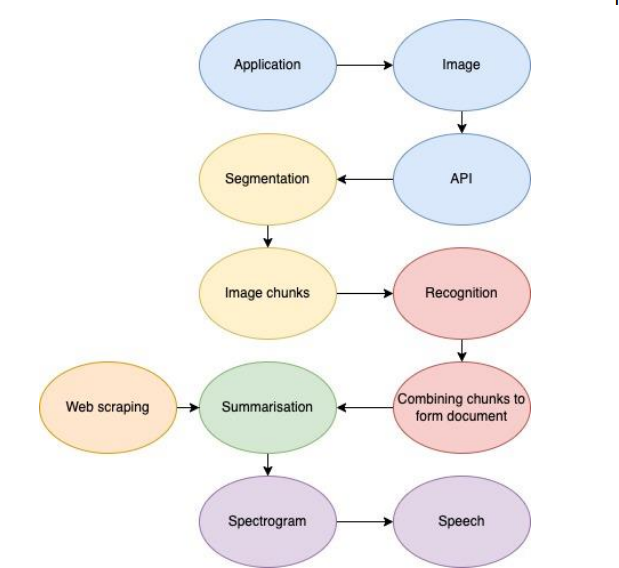 Application
Image
Segmentation
API
Image chunks
Recognition
Web scraping
Summarisation
Combining chunks to
form document
Spectrogram
Speech